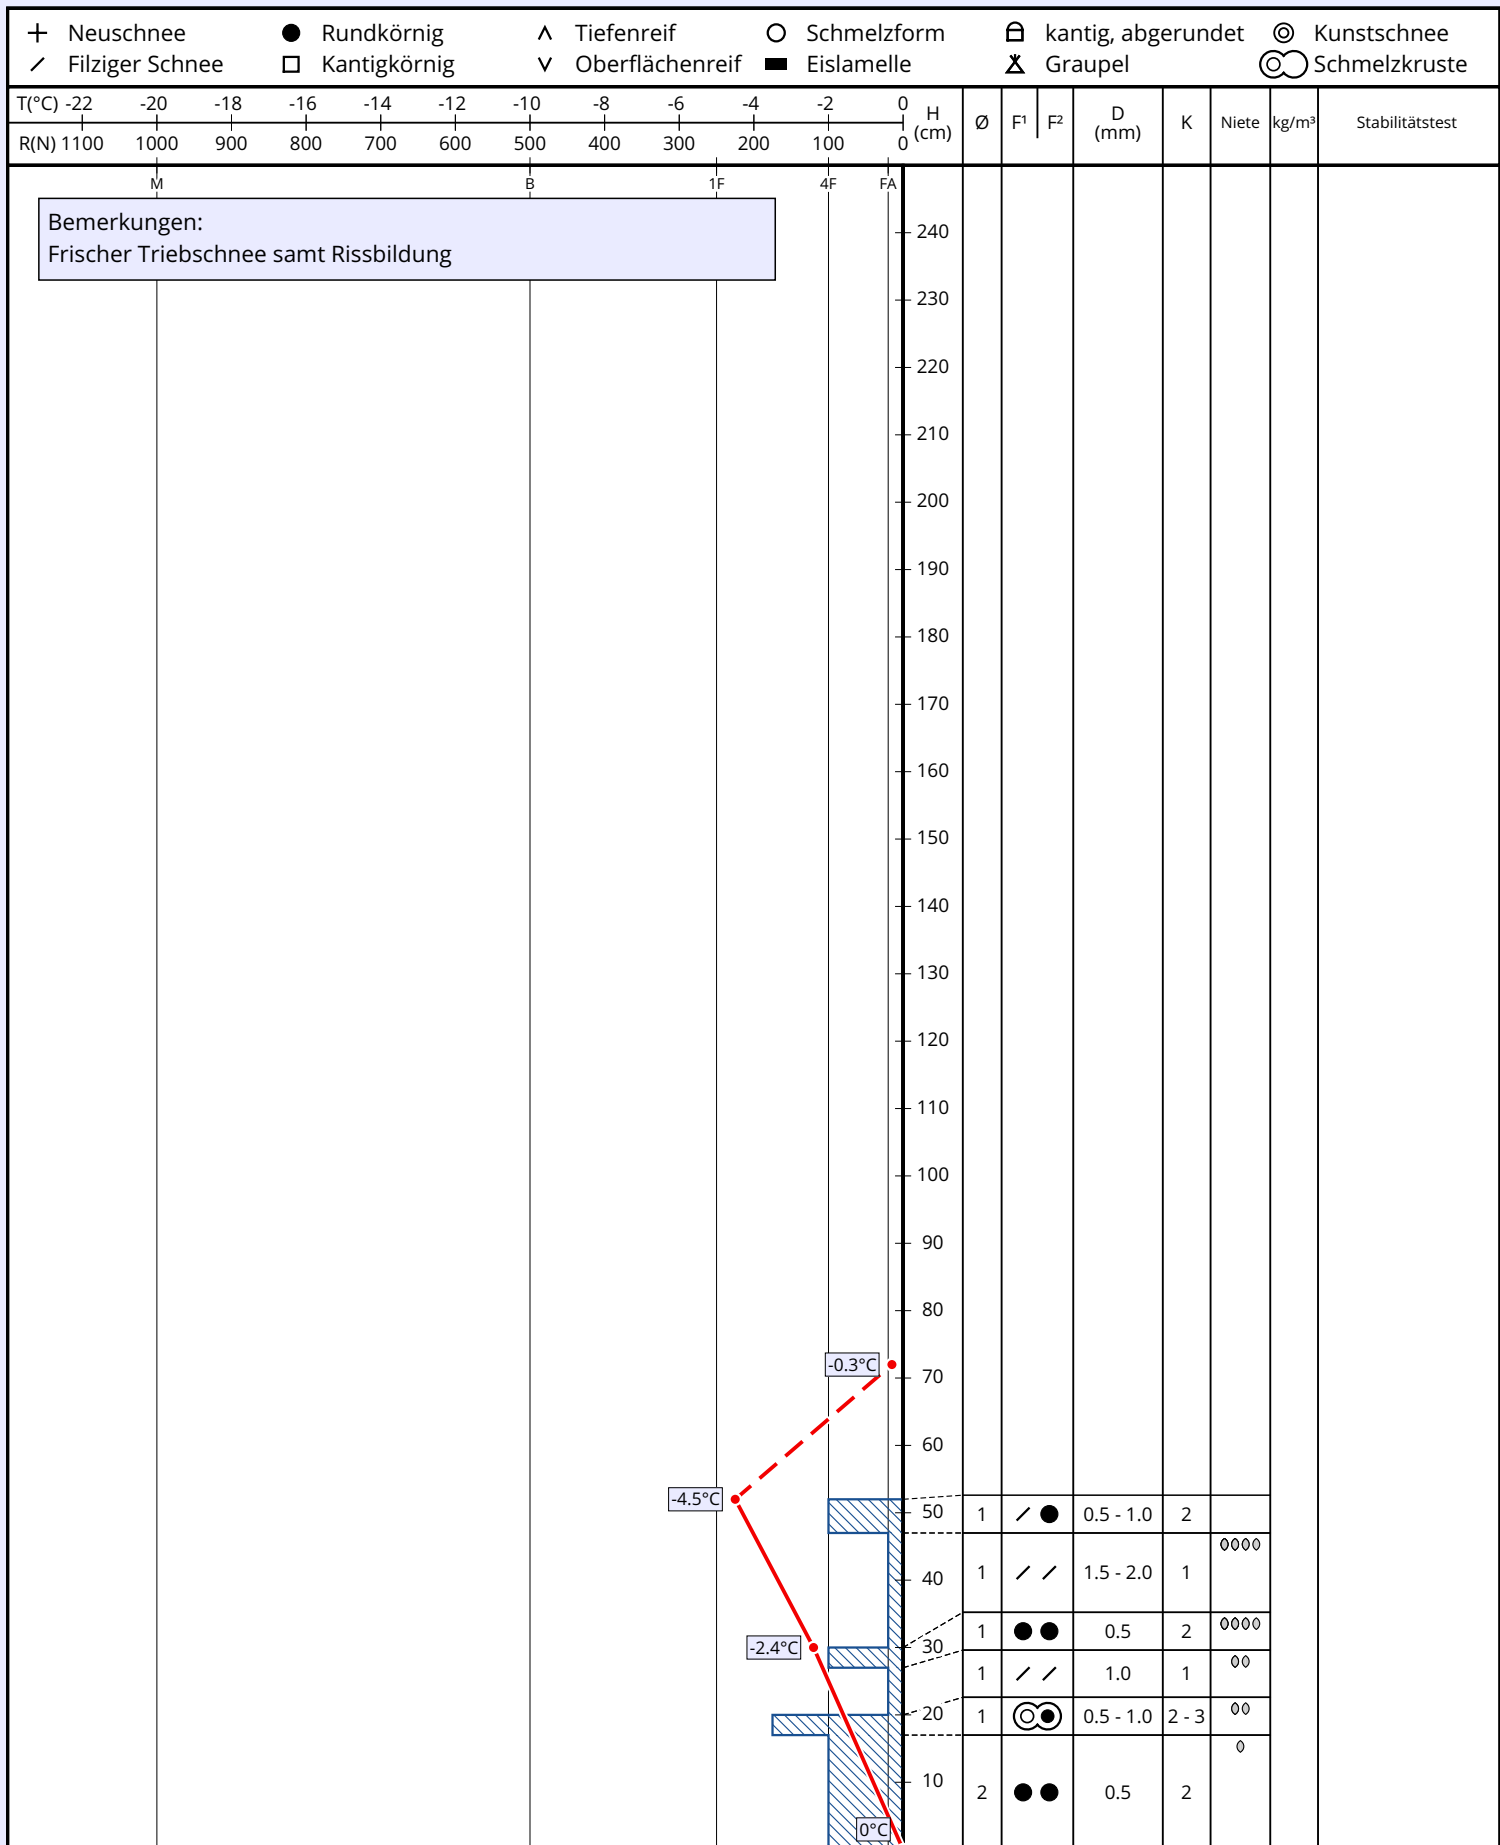 Neuschnee Rundkörnig Tiefenreif Schmelzform kantig, abgerundet Kunstschnee
Filziger Schnee Kantigkörnig Oberflächenreif Eislamelle Graupel Schmelzkruste
T(°C) -22 -20 -18 -16 -14 -12 -10 -8 -6 -4 -2 0
R(N) 1100 1000 900 800 700 600 500 400 300 200 100 0
H (cm) Ø F¹ F² D (mm) K Niete kg/m³ Stabilitätstest
M B 1F 4F FA
Bemerkungen:
Frischer Triebschnee samt Rissbildung
240
230
220
210
200
190
180
170
160
150
140
130
120
110
100
90
80
-0.3°C
70
60
-4.5°C
50 1 0.5 - 1.0 2
40 1 1.5 - 2.0 1
1 0.5 2
-2.4°C 30
1 1.0 1
20 1 0.5 - 1.0 2 - 3
10 2 0.5 2
0°C